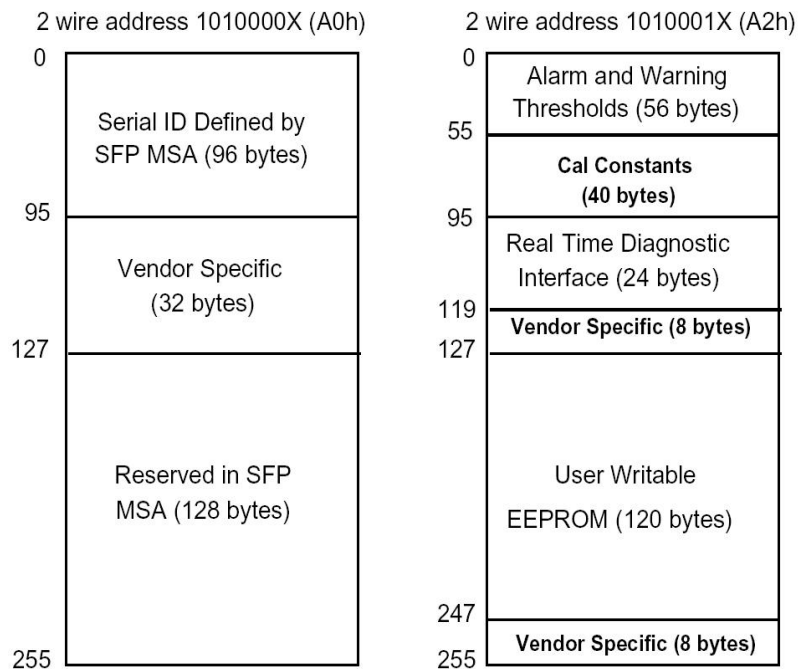 2 wire address 1010000X (A0h)
0
Serial ID Defined by
SFP MSA (96 bytes)
95
Vendor Specific
(32 bytes)
127
Reserved in SFP
MSA (128 bytes)
255
2 wire address 1010001X (A2h)
0
Alarm and Warning
Thresholds (56 bytes)
55
Cal Constants
(40 bytes)
95
Real Time Diagnostic
Interface (24 bytes)
119
Vendor Specific (8 bytes)
127
User Writable
EEPROM (120 bytes)
247
Vendor Specific (8 bytes)
255